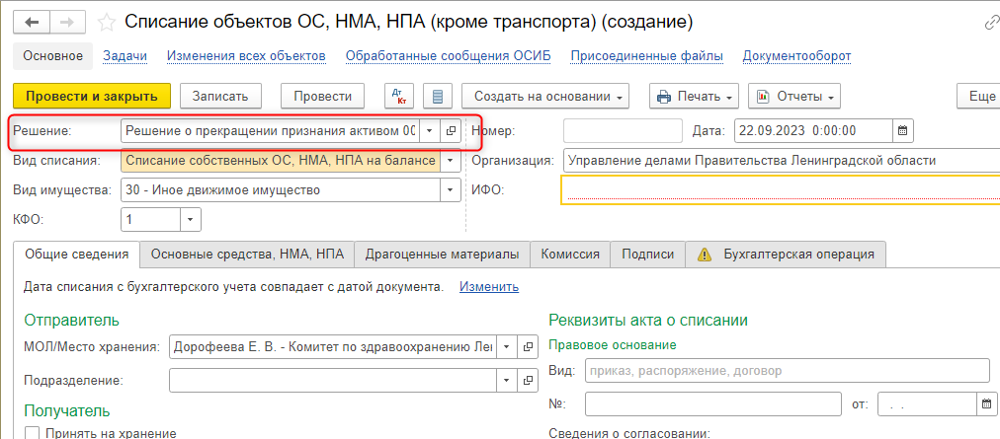 Списание объектов ОС, НМА, НПА (кроме транспорта) (создание)
Основное Задачи Изменения всех объектов Обработанные сообщения ОСИБ Присоединенные файлы Документооборот
Провести и закрыть Записать Провести Дт Кт Создать на основании Печать Отчеты Еще
Решение: Решение о прекращении признания активом 00 Номер: Дата: 22.09.2023 0:00:00
Вид списания: Списание собственных ОС, НМА, НПА на балансе Организация: Управление делами Правительства Ленинградской области
Вид имущества: 30 - Иное движимое имущество ИФО:
КФО: 1
Общие сведения Основные средства, НМА, НПА Драгоценные материалы Комиссия Подписи Бухгалтерская операция
Дата списания с бухгалтерского учета совпадает с датой документа. Изменить
Отправитель Реквизиты акта о списании
МОЛ/Место хранения: Дорофеева Е. В. - Комитет по здравоохранению Правовое основание
Подразделение: Вид: приказ, распоряжение, договор
Получатель №: от: . .
Принять на хранение Сведения о согласовании: